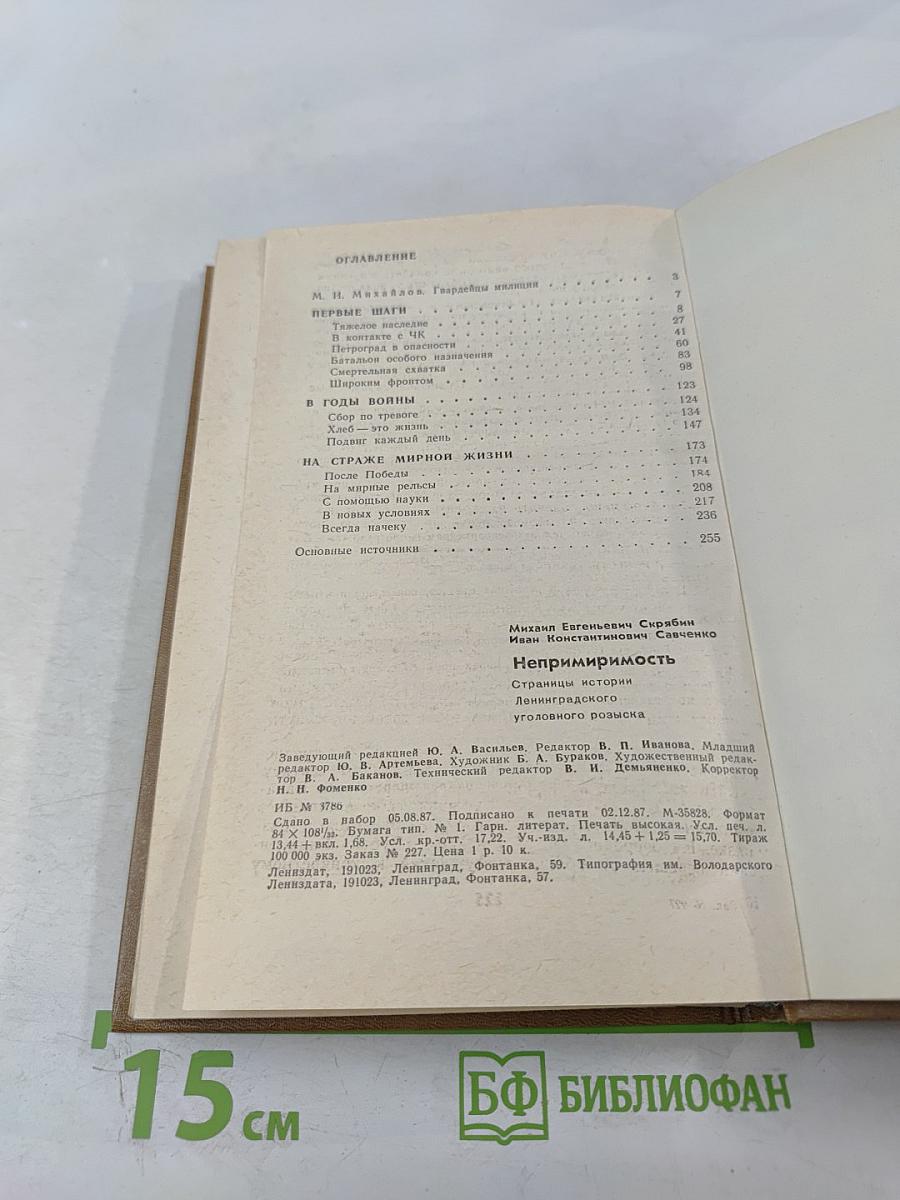 ОГЛАВЛЕНИЕ
М. И. Михайлов. Гвардейцы милиции . . . . . . . . 3
ПЕРВЫЕ ШАГИ . . . . . . . . . . . . . . . 7
Тяжелое наследие . . . . . . . . . . . . . . 8
В контакте с ЧК . . . . . . . . . . . . . . 27
Петроград в опасности . . . . . . . . . . . . 41
Батальон особого назначения . . . . . . . . . . 60
Смертельная схватка . . . . . . . . . . . . . 83
Широким фронтом . . . . . . . . . . . . . . 98
В ГОДЫ ВОЙНЫ . . . . . . . . . . . . . . . 123
Сбор по тревоге . . . . . . . . . . . . . . 124
Хлеб — это жизнь . . . . . . . . . . . . . . 134
Подвиг каждый день . . . . . . . . . . . . . 147
НА СТРАЖЕ МИРНОЙ ЖИЗНИ . . . . . . . . . . 173
После Победы . . . . . . . . . . . . . . . 174
На мирные рельсы . . . . . . . . . . . . . . 184
С помощью науки . . . . . . . . . . . . . . 208
В новых условиях . . . . . . . . . . . . . . 217
Всегда начеку . . . . . . . . . . . . . . . 236
Основные источники . . . . . . . . . . . . . . 255
Михаил Евгеньевич Скрябин
Иван Константинович Савченко
Непримиримость
Страницы истории
Ленинградского
уголовного розыска
Заведующий редакцией Ю. А. Васильев. Редактор В. П. Иванова. Младший
редактор Ю. В. Артемьева. Художник Б. А. Бураков. Художественный редак-
тор В. А. Баканов. Технический редактор В. И. Демьяненко. Корректор
Н. Н. Фоменко
ИБ № 3786
Сдано в набор 05.08.87. Подписано к печати 02.12.87. М-35828. Формат
84 × 108¹/₃₂. Бумага тип. № 1. Гарн. литерат. Печать высокая. Усл. печ. л.
13,44 + вкл. 1,68. Усл. кр.-отт. 17,22. Уч.-изд. л. 14,45 + 1,25 = 15,70. Тираж
100 000 экз. Заказ № 227. Цена 1 р. 10 к.
Лениздат, 191023, Ленинград, Фонтанка, 59. Типография им. Володарского
Лениздата, 191023, Ленинград, Фонтанка, 57.
15 см
БФ БИБЛИОФАН